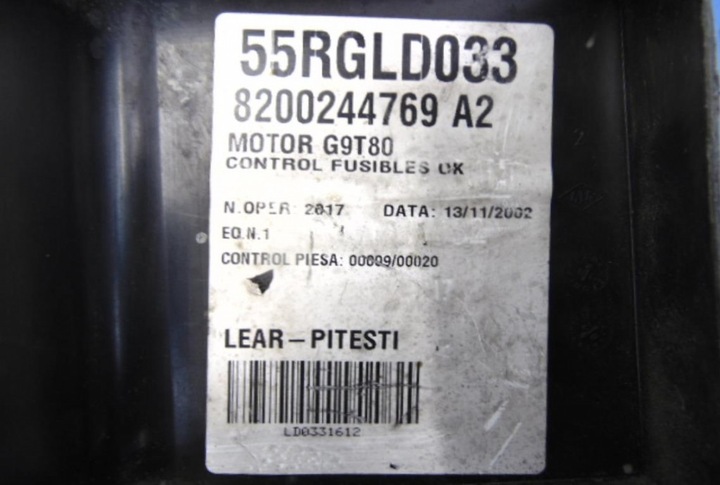 55RGLD033
8200244769 A2
MOTOR G9T80
CONTROL FUSIBLES OK
N.OPER: 2017 DATA: 13/11/2002
EQ.N.1
CONTROL PIESA: 00009/00020
LEAR-PITESTI
LD0331612